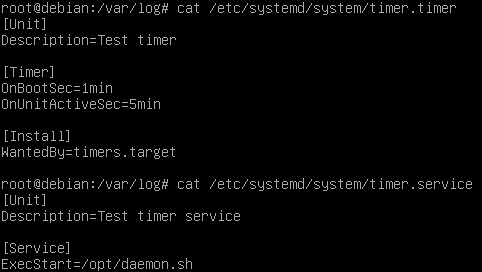 root@debian:/var/log# cat /etc/systemd/system/timer.timer
[Unit]
Description=Test timer
[Timer]
OnBootSec=1min
OnUnitActiveSec=5min
[Install]
WantedBy=timers.target
root@debian:/var/log# cat /etc/systemd/system/timer.service
[Unit]
Description=Test timer service
[Service]
ExecStart=/opt/daemon.sh